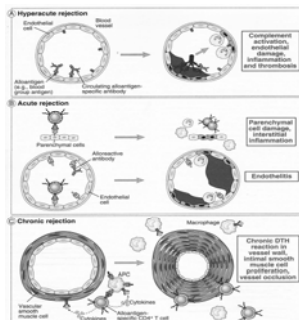 A Hyperacute rejection
Endothelial
cell
Blood
vessel
Alloantigen
(e.g., blood
group antigen)
Circulating alloantigen-
specific antibody
Complement
activation,
endothelial
damage,
inflammation
and thrombosis
B Acute rejection
Parenchymal cells
Alloreactive
antibody
Endothelial
cell
Parenchymal
cell damage,
interstitial
inflammation
Endothelitis
C Chronic rejection
Macrophage
APC
Cytokines
Vascular
smooth
muscle cell
Cytokines
Alloantigen-
specific CD4+ T cell
Chronic DTH
reaction in
vessel wall,
intimal smooth
muscle cell
proliferation,
vessel occlusion